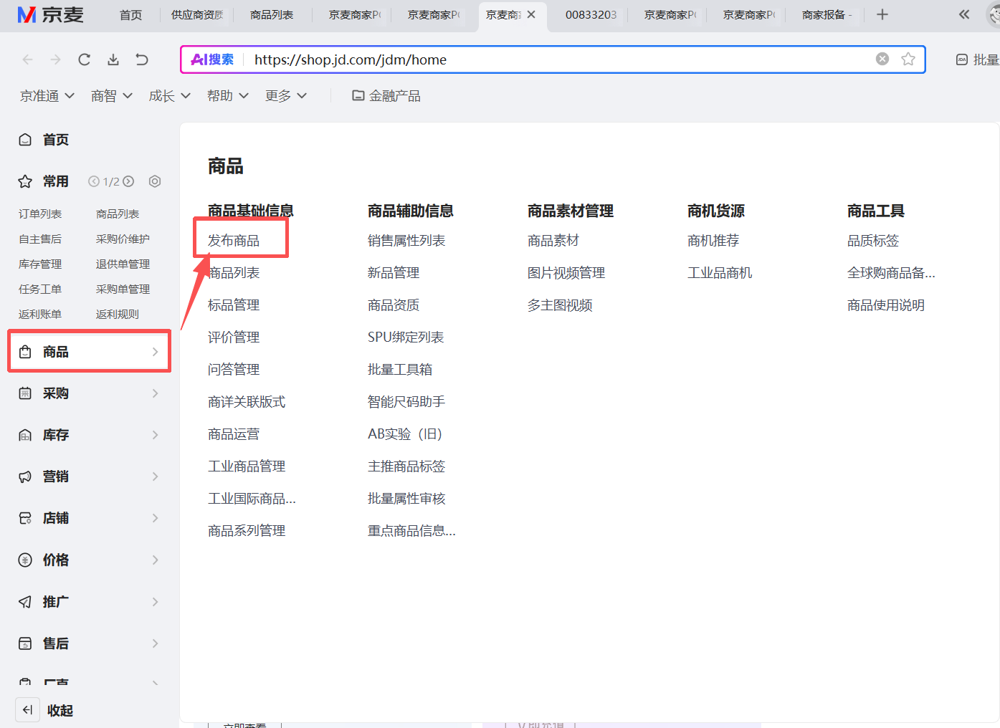 京麦
首页
供应商资质
商品列表
京麦商家P
京麦商家P
京麦商家
00833203
京麦商家P
京麦商家P
商家报备 -
AI搜索
https://shop.jd.com/jdm/home
批量
京准通
商智
成长
帮助
更多
金融产品
首页
常用
1/2
订单列表
商品列表
自主售后
采购价维护
库存管理
退供单管理
任务工单
采购单管理
返利账单
返利规则
商品
采购
库存
营销
店铺
价格
推广
售后
厂直
收起
商品
商品基础信息
发布商品
商品列表
标品管理
评价管理
问答管理
商详关联版式
商品运营
工业商品管理
工业国际商品...
商品系列管理
商品辅助信息
销售属性列表
新品管理
商品资质
SPU绑定列表
批量工具箱
智能尺码助手
AB实验（旧）
主推商品标签
批量属性审核
重点商品信息...
商品素材管理
商品素材
图片视频管理
多主图视频
商机货源
商机推荐
工业品商机
商品工具
品质标签
全球购商品备...
商品使用说明
立即查看